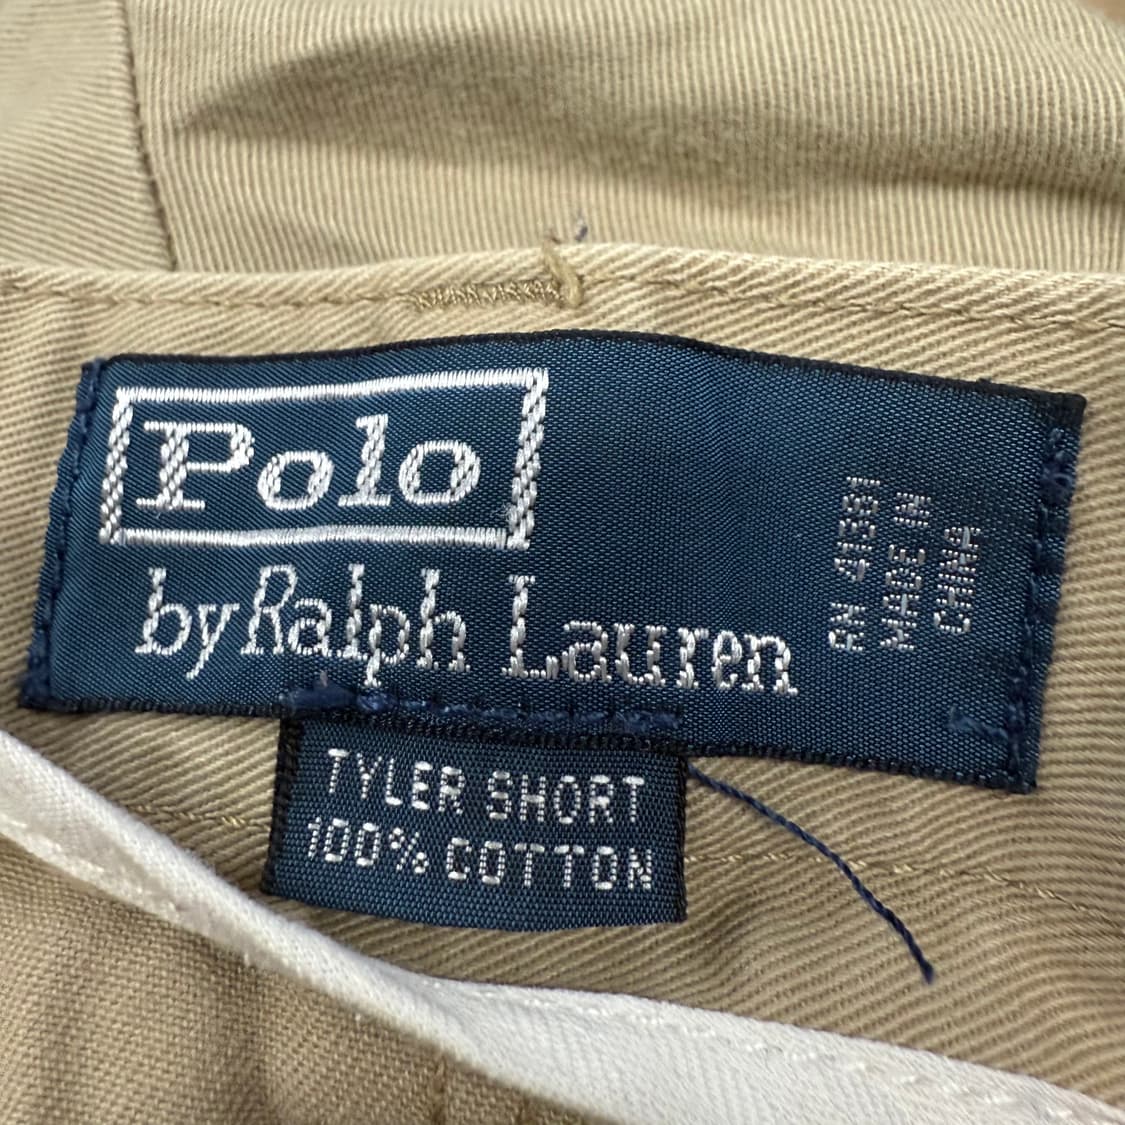 Polo
by Ralph Lauren
RN 41381
MADE IN
CHINA
TYLER SHORT
100% COTTON